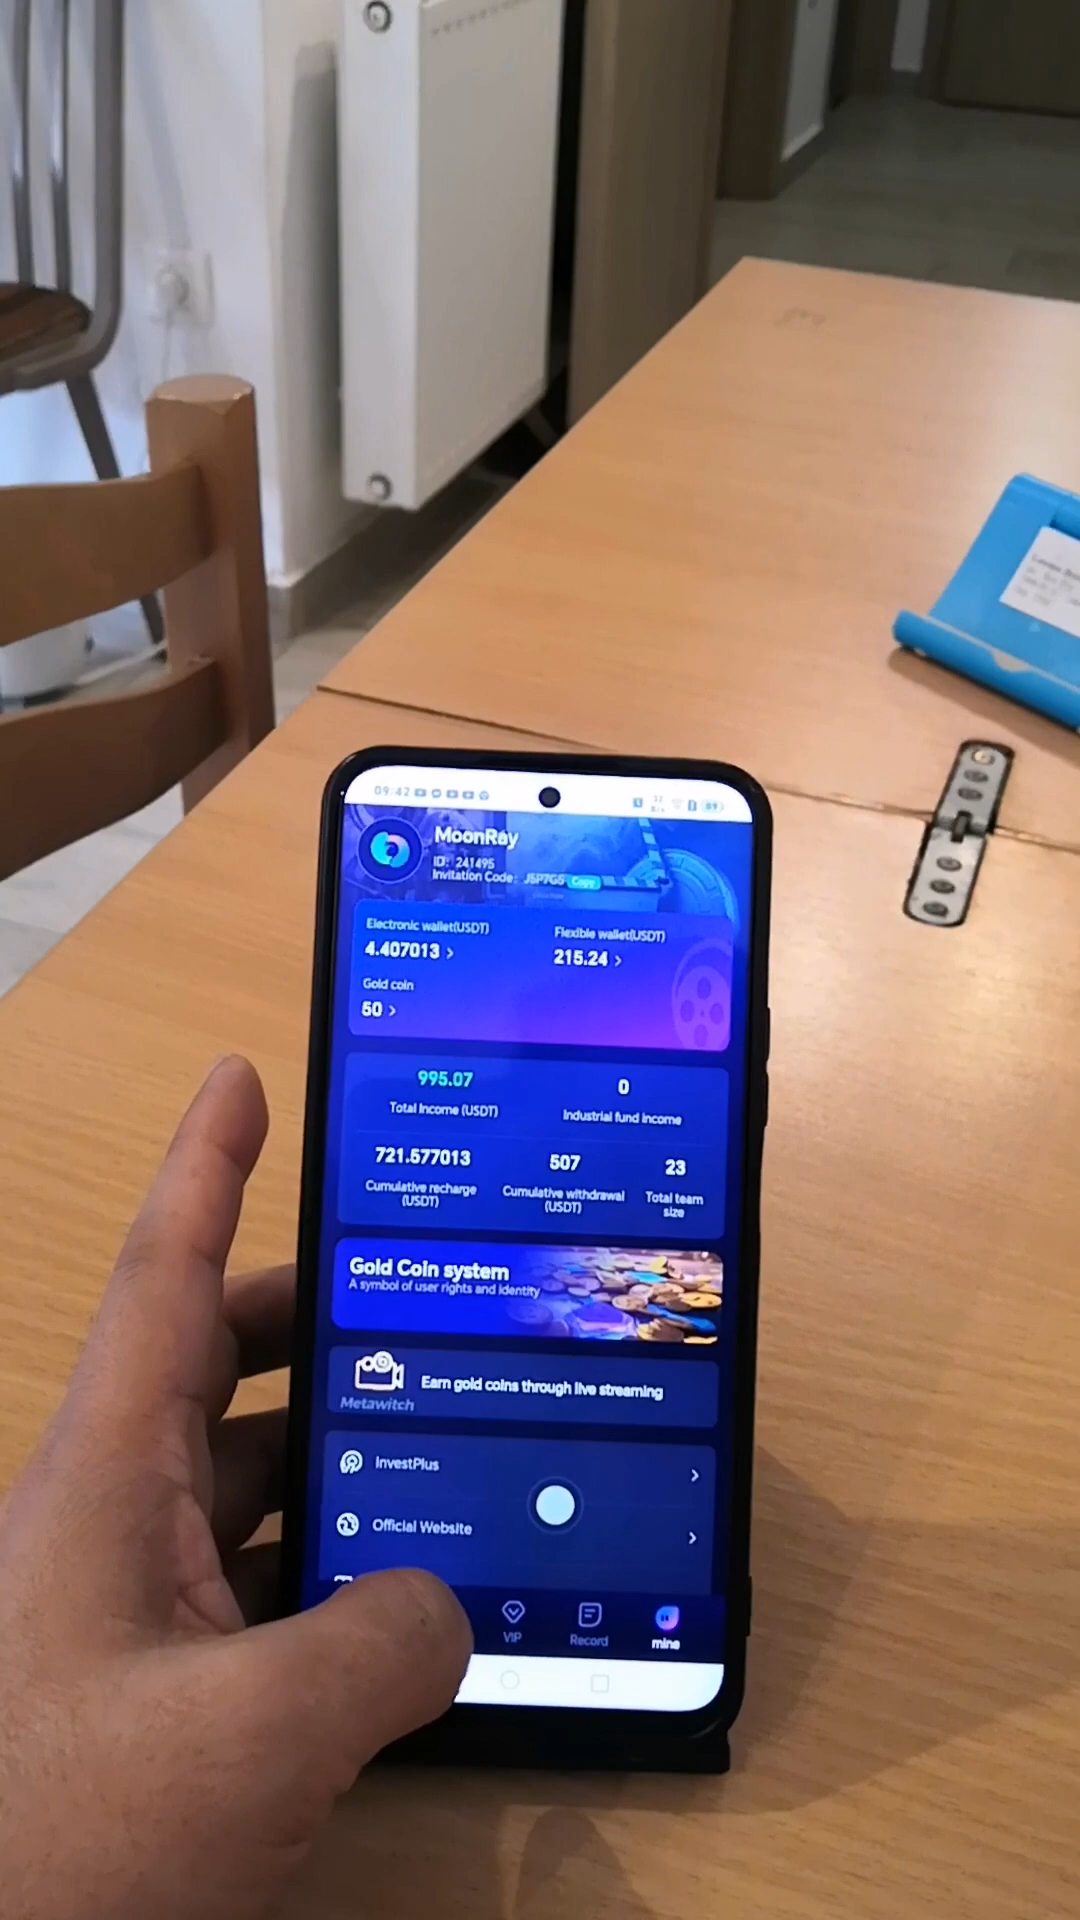 09:42
MoonRay
ID: 241495
Invitation Code: J5P7G5 Copy
Electronic wallet(USDT)
4.407013 >
Flexible wallet(USDT)
215.24 >
Gold coin
50 >
995.07
Total Income (USDT)
0
Industrial fund income
721.577013
Cumulative recharge
(USDT)
507
Cumulative withdrawal
(USDT)
23
Total team
size
Gold Coin system
A symbol of user rights and identity
Metawitch
Earn gold coins through live streaming
InvestPlus
Official Website
VIP
Record
mine